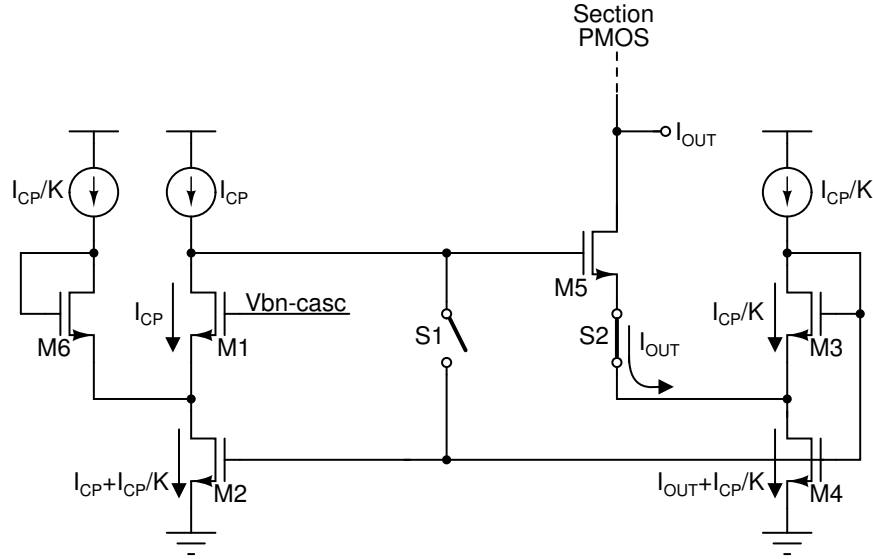 Section
PMOS
I_OUT
I_CP/K
I_CP
I_CP/K
M5
Vbn-casc
I_CP
M6
M1
S1
S2
I_OUT
I_CP/K
M3
I_CP+I_CP/K
M2
I_OUT+I_CP/K
M4